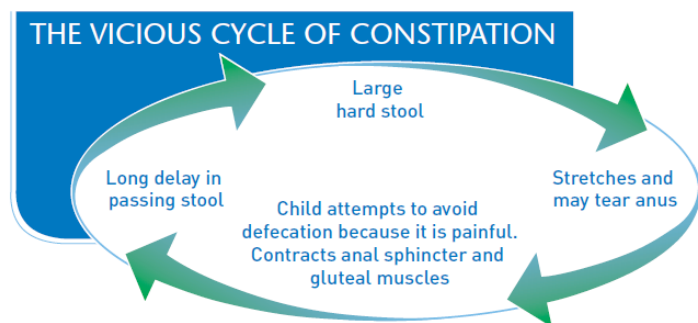 THE VICIOUS CYCLE OF CONSTIPATION
Large
hard stool
Stretches and
may tear anus
Child attempts to avoid
defecation because it is painful.
Contracts anal sphincter and
gluteal muscles
Long delay in
passing stool